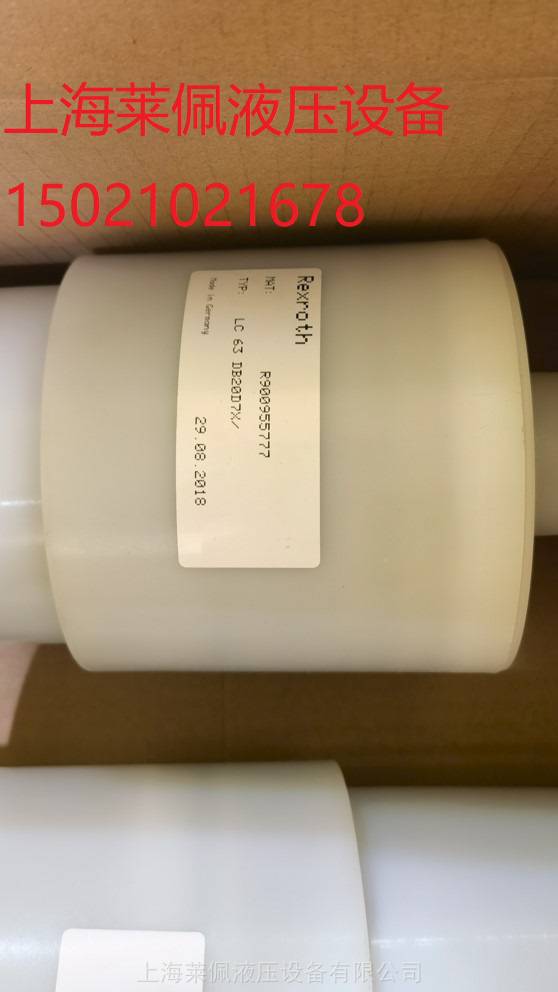 上海莱佩液压设备
15021021678
Rexroth
MAT: R900955777
TYP: LC 63 DB20D7X/
Made in Germany 29.08.2018
上海莱佩液压设备有限公司